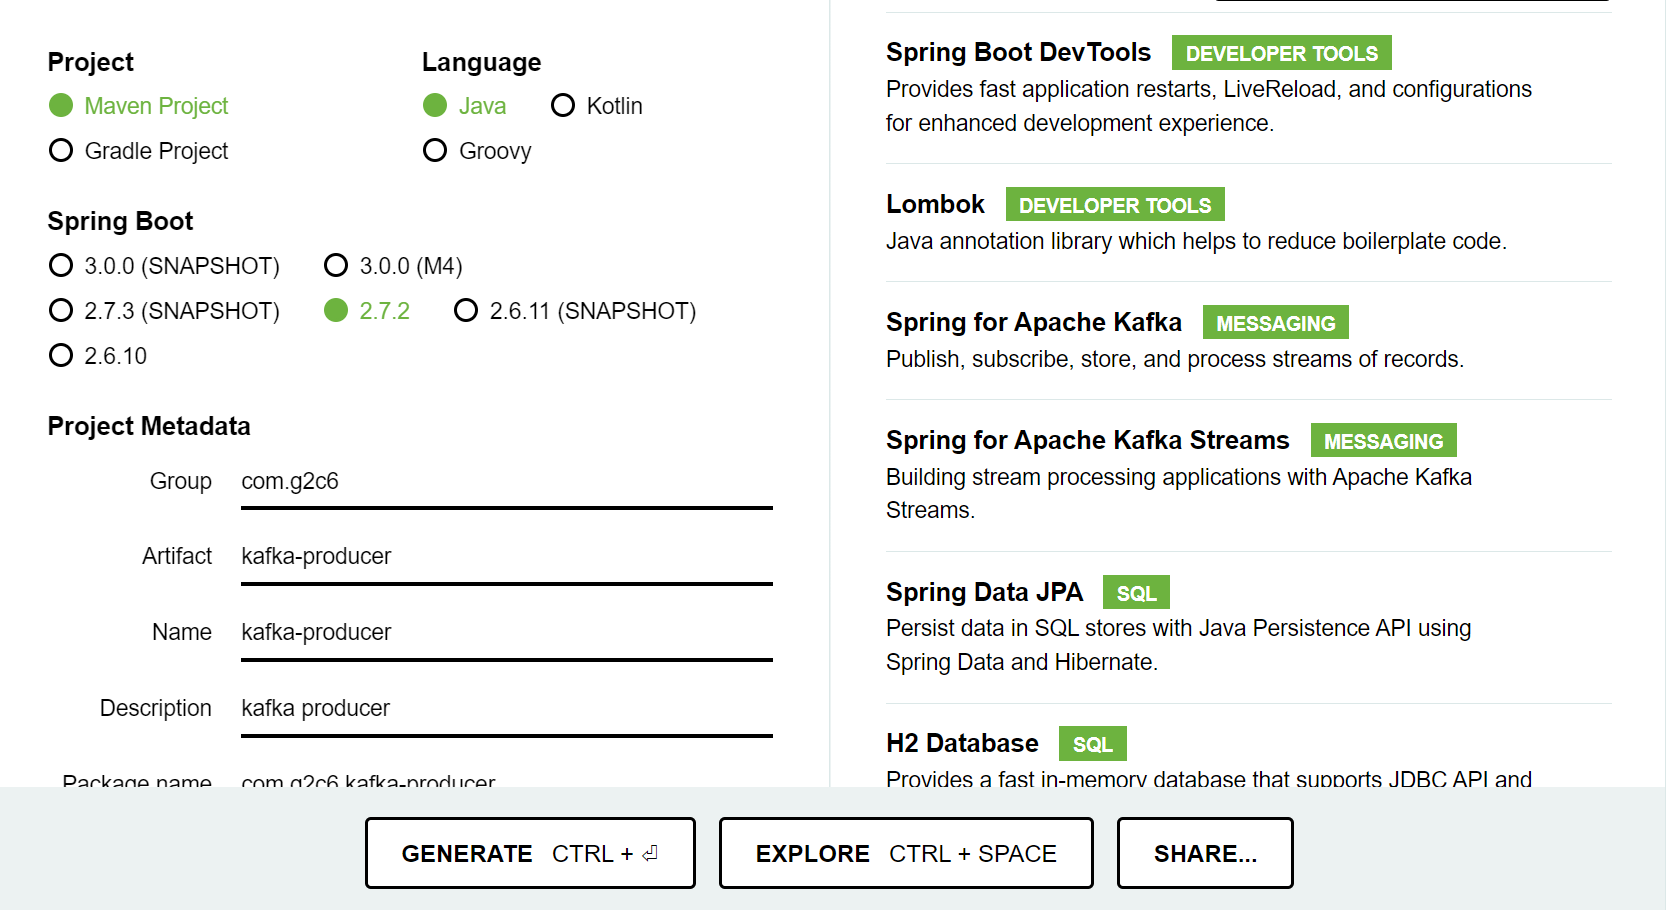 Project
Maven Project
Gradle Project
Language
Java Kotlin
Groovy
Spring Boot
3.0.0 (SNAPSHOT) 3.0.0 (M4)
2.7.3 (SNAPSHOT) 2.7.2 2.6.11 (SNAPSHOT)
2.6.10
Project Metadata
Group com.g2c6
Artifact kafka-producer
Name kafka-producer
Description kafka producer
Package name com.g2c6.kafka-producer
Spring Boot DevTools DEVELOPER TOOLS
Provides fast application restarts, LiveReload, and configurations
for enhanced development experience.
Lombok DEVELOPER TOOLS
Java annotation library which helps to reduce boilerplate code.
Spring for Apache Kafka MESSAGING
Publish, subscribe, store, and process streams of records.
Spring for Apache Kafka Streams MESSAGING
Building stream processing applications with Apache Kafka
Streams.
Spring Data JPA SQL
Persist data in SQL stores with Java Persistence API using
Spring Data and Hibernate.
H2 Database SQL
Provides a fast in-memory database that supports JDBC API and
GENERATE CTRL + ⏎
EXPLORE CTRL + SPACE
SHARE...